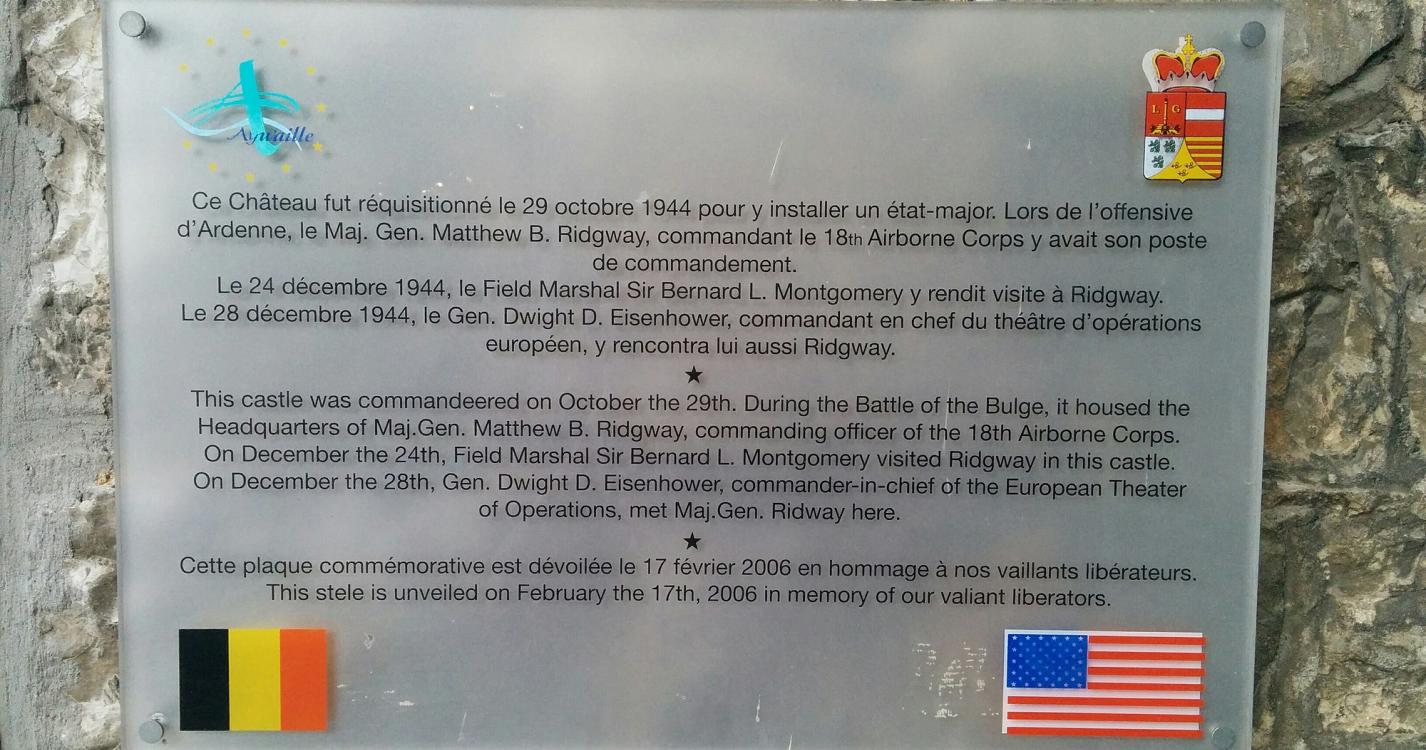 Aywaille
L G
Ce Château fut réquisitionné le 29 octobre 1944 pour y installer un état-major. Lors de l'offensive
d'Ardenne, le Maj. Gen. Matthew B. Ridgway, commandant le 18th Airborne Corps y avait son poste
de commandement.
Le 24 décembre 1944, le Field Marshal Sir Bernard L. Montgomery y rendit visite à Ridgway.
Le 28 décembre 1944, le Gen. Dwight D. Eisenhower, commandant en chef du théâtre d'opérations
européen, y rencontra lui aussi Ridgway.
★
This castle was commandeered on October the 29th. During the Battle of the Bulge, it housed the
Headquarters of Maj.Gen. Matthew B. Ridgway, commanding officer of the 18th Airborne Corps.
On December the 24th, Field Marshal Sir Bernard L. Montgomery visited Ridgway in this castle.
On December the 28th, Gen. Dwight D. Eisenhower, commander-in-chief of the European Theater
of Operations, met Maj.Gen. Ridway here.
★
Cette plaque commémorative est dévoilée le 17 février 2006 en hommage à nos vaillants libérateurs.
This stele is unveiled on February the 17th, 2006 in memory of our valiant liberators.